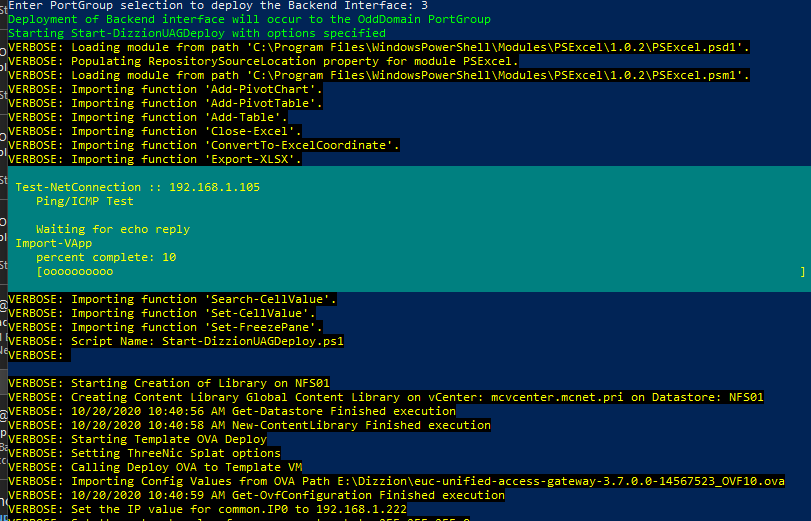 Enter PortGroup selection to deploy the Backend Interface: 3
Deployment of Backend interface will occur to the OddDomain PortGroup
Starting Start-DizzionUAGDeploy with options specified
VERBOSE: Loading module from path 'C:\Program Files\WindowsPowerShell\Modules\PSExcel\1.0.2\PSExcel.psd1'.
VERBOSE: Populating RepositorySourceLocation property for module PSExcel.
VERBOSE: Loading module from path 'C:\Program Files\WindowsPowerShell\Modules\PSExcel\1.0.2\PSExcel.psm1'.
VERBOSE: Importing function 'Add-PivotChart'.
VERBOSE: Importing function 'Add-PivotTable'.
VERBOSE: Importing function 'Add-Table'.
VERBOSE: Importing function 'Close-Excel'.
VERBOSE: Importing function 'ConvertTo-ExcelCoordinate'.
VERBOSE: Importing function 'Export-XLSX'.
Test-NetConnection :: 192.168.1.105
Ping/ICMP Test
Waiting for echo reply
Import-VApp
percent complete: 10
[oooooooooo ]
VERBOSE: Importing function 'Search-CellValue'.
VERBOSE: Importing function 'Set-CellValue'.
VERBOSE: Importing function 'Set-FreezePane'.
VERBOSE: Script Name: Start-DizzionUAGDeploy.ps1
VERBOSE:
VERBOSE: Starting Creation of Library on NFS01
VERBOSE: Creating Content Library Global Content Library on vCenter: mcvcenter.mcnet.pri on Datastore: NFS01
VERBOSE: 10/20/2020 10:40:56 AM Get-Datastore Finished execution
VERBOSE: 10/20/2020 10:40:58 AM New-ContentLibrary Finished execution
VERBOSE: Starting Template OVA Deploy
VERBOSE: Setting ThreeNic Splat options
VERBOSE: Calling Deploy OVA to Template VM
VERBOSE: Importing Config Values from OVA Path E:\Dizzion\euc-unified-access-gateway-3.7.0.0-14567523_OVF10.ova
VERBOSE: 10/20/2020 10:40:59 AM Get-OvfConfiguration Finished execution
VERBOSE: Set the IP value for common.IP0 to 192.168.1.222